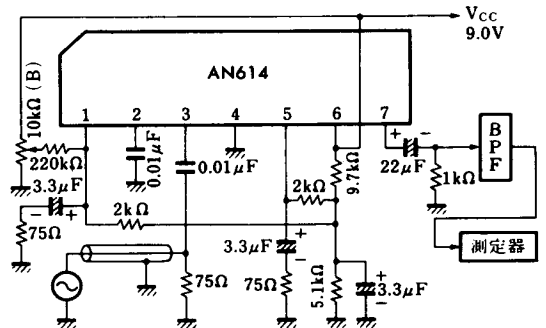 Vcc
9.0V
AN614
10kΩ (B)
1 2 3 4 5 6 7
220kΩ
0.01μF
0.01μF
3.3μF
+
−
75Ω
2kΩ
2kΩ
9.7kΩ
+ −
22μF
1kΩ
BPF
3.3μF
+
−
75Ω
75Ω
5.1kΩ
+
3.3μF
−
測定器